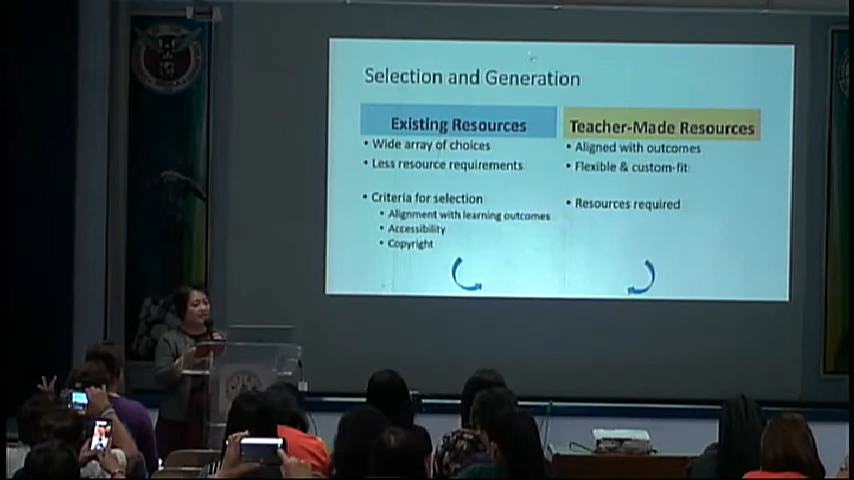 Selection and Generation
Existing Resources
• Wide array of choices
• Less resource requirements
• Criteria for selection
• Alignment with learning outcomes
• Accessibility
• Copyright
Teacher-Made Resources
• Aligned with outcomes
• Flexible & custom-fit
• Resources required